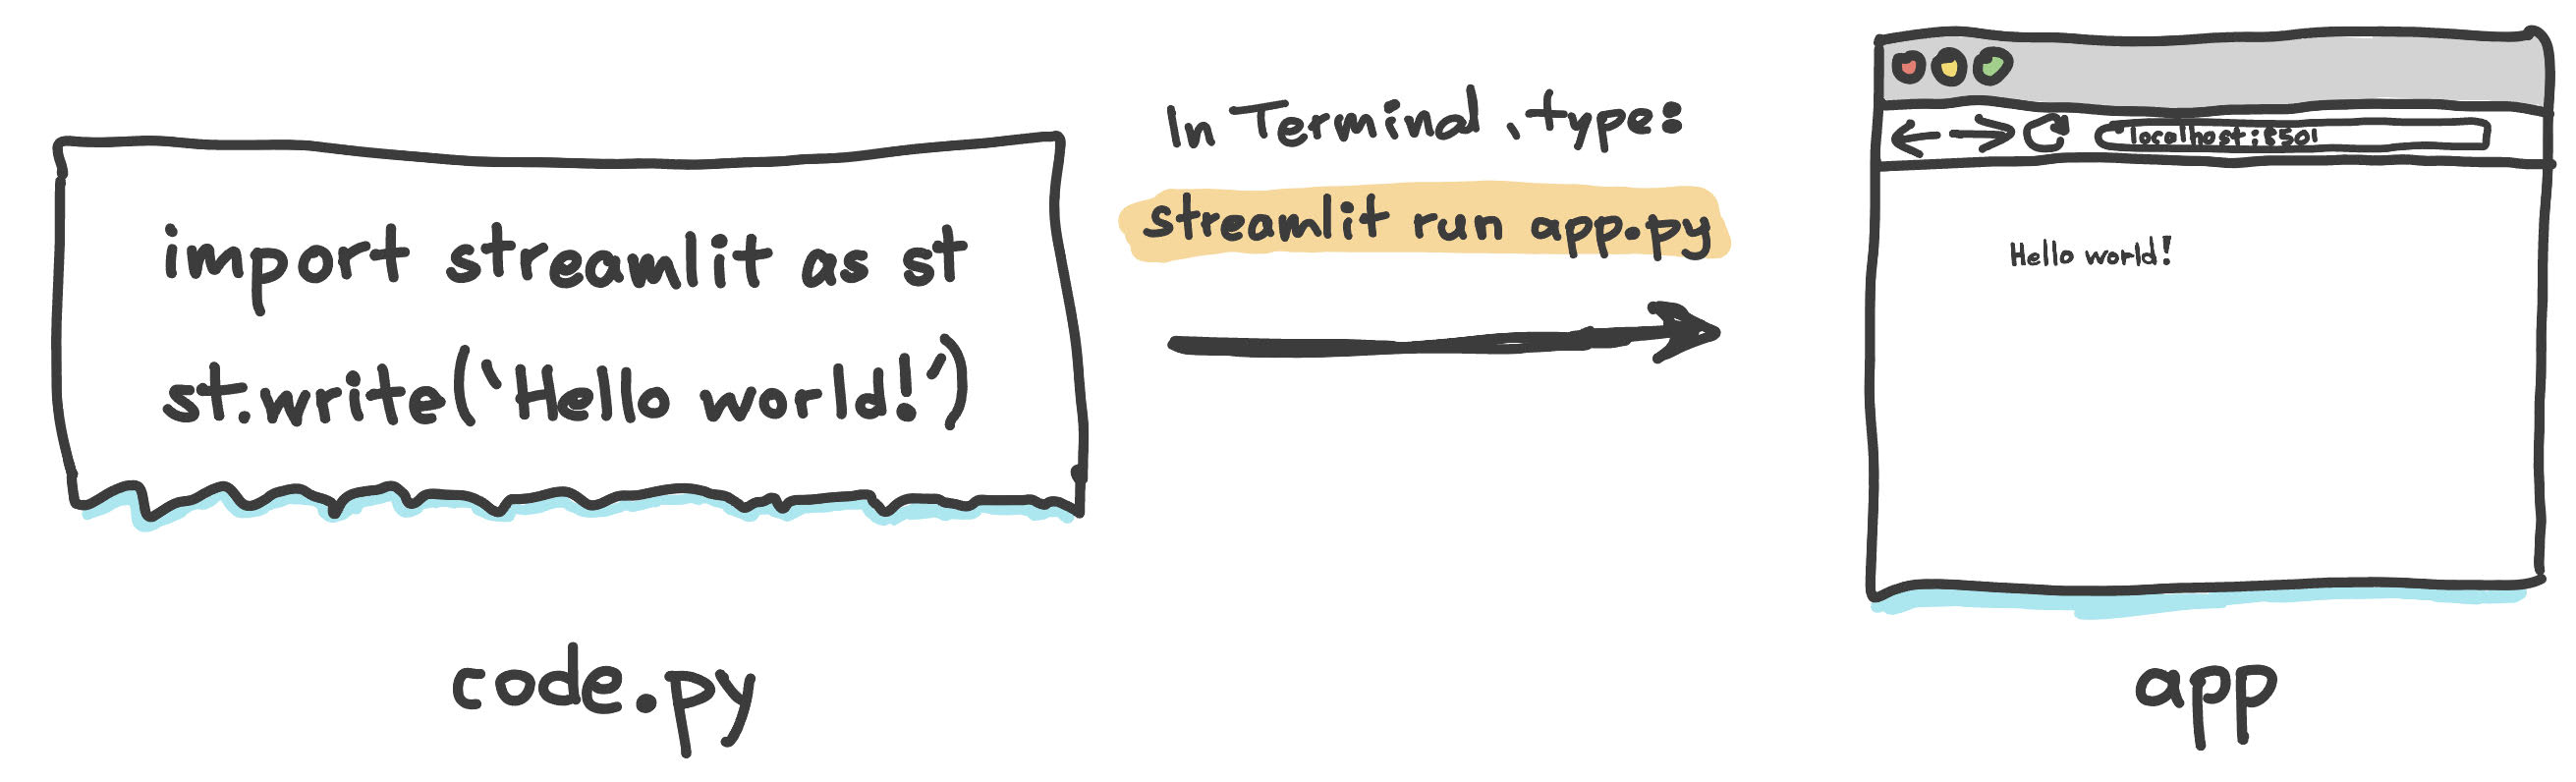 import streamlit as st
st.write('Hello world!')
code.py
In Terminal, type:
streamlit run app.py
localhost:8501
Hello world!
app